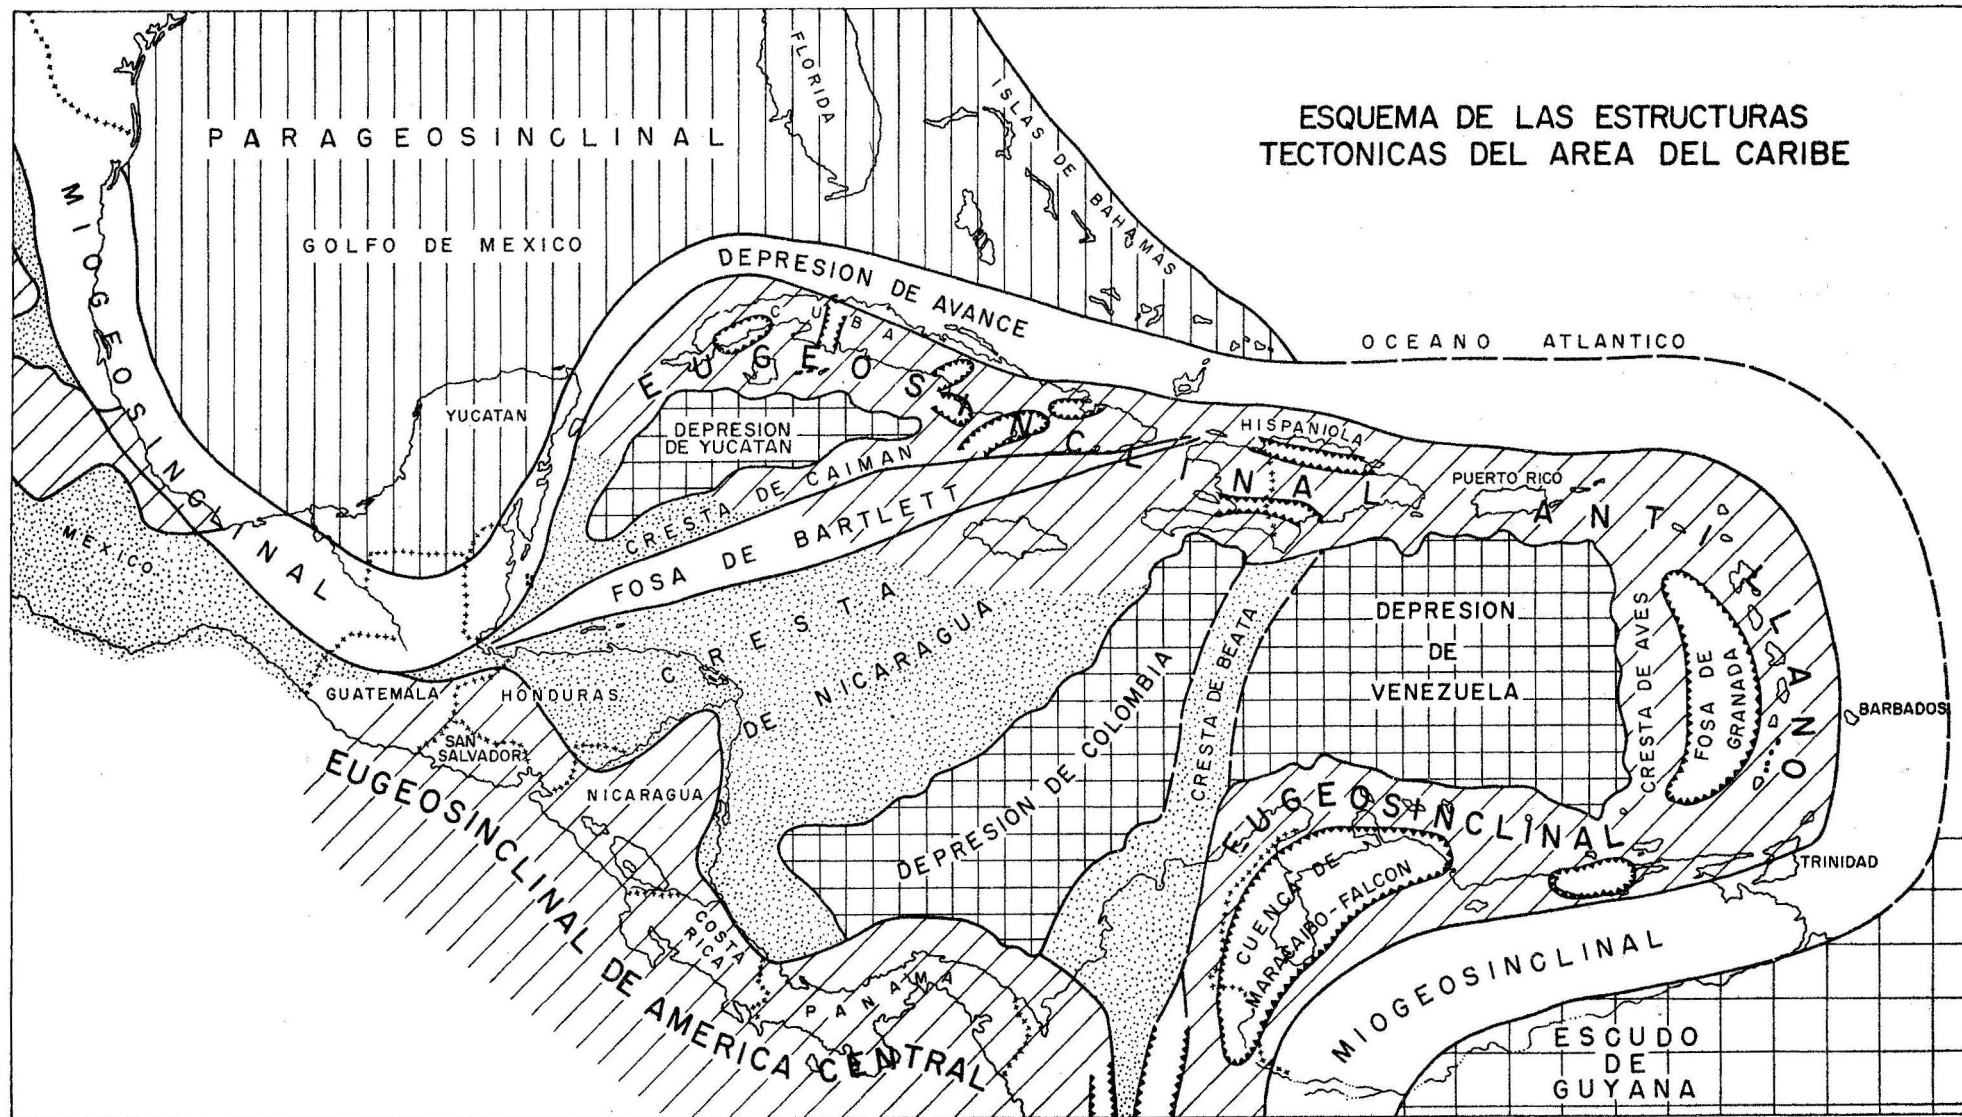 ESQUEMA DE LAS ESTRUCTURAS
TECTONICAS DEL AREA DEL CARIBE
PARAGEOSINCLINAL
FLORIDA
ISLAS DE BAHAMAS
GOLFO DE MEXICO
MIOGEOSINCLINAL
DEPRESION DE AVANCE
OCEANO ATLANTICO
CUBA
EUGEOSINCLINAL ANTILLANO
YUCATAN
DEPRESION
DE YUCATAN
HISPAÑIOLA
PUERTO RICO
CRESTA DE CAIMAN
FOSA DE BARTLETT
MEXICO
CRESTA
DE NICARAGUA
DEPRESION
DE
VENEZUELA
CRESTA DE AVES
FOSA DE
GRANADA
BARBADOS
CRESTA DE BEATA
DEPRESION DE COLOMBIA
GUATEMALA
HONDURAS
SAN
SALVADOR
NICARAGUA
EUGEOSINCLINAL DE AMERICA CENTRAL
COSTA
RICA
PANAMA
EUGEOSINCLINAL
CUENCA DE
MARACAIBO-FALCON
TRINIDAD
MIOGEOSINCLINAL
ESCUDO
DE
GUYANA